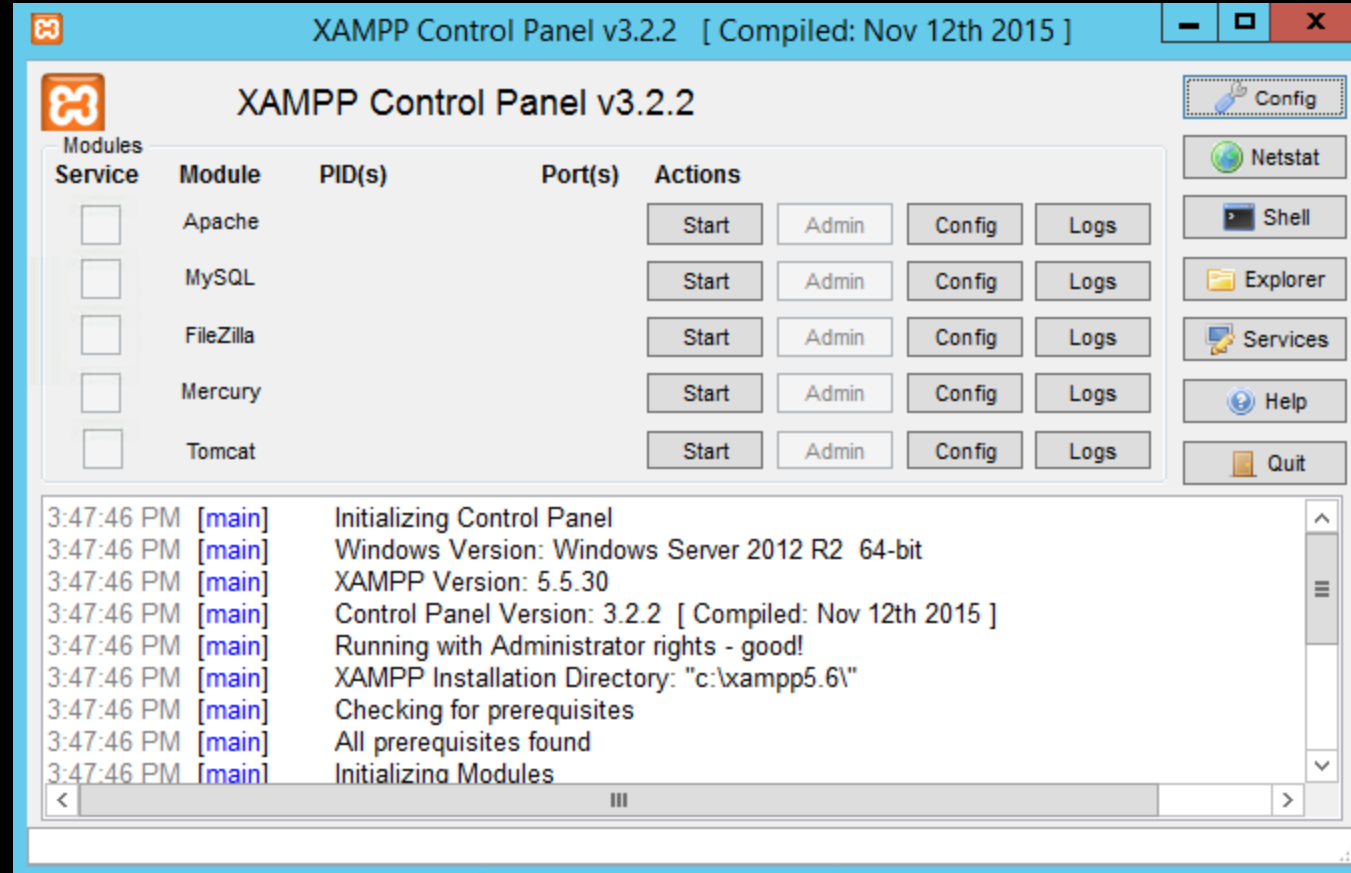 XAMPP Control Panel v3.2.2 [ Compiled: Nov 12th 2015 ]
XAMPP Control Panel v3.2.2
Config
Modules
Service Module PID(s) Port(s) Actions
Netstat
Apache Start Admin Config Logs
Shell
MySQL Start Admin Config Logs
Explorer
FileZilla Start Admin Config Logs
Services
Mercury Start Admin Config Logs
Help
Tomcat Start Admin Config Logs
Quit
3:47:46 PM [main] Initializing Control Panel
3:47:46 PM [main] Windows Version: Windows Server 2012 R2 64-bit
3:47:46 PM [main] XAMPP Version: 5.5.30
3:47:46 PM [main] Control Panel Version: 3.2.2 [ Compiled: Nov 12th 2015 ]
3:47:46 PM [main] Running with Administrator rights - good!
3:47:46 PM [main] XAMPP Installation Directory: "c:\xampp5.6\"
3:47:46 PM [main] Checking for prerequisites
3:47:46 PM [main] All prerequisites found
3:47:46 PM [main] Initializing Modules